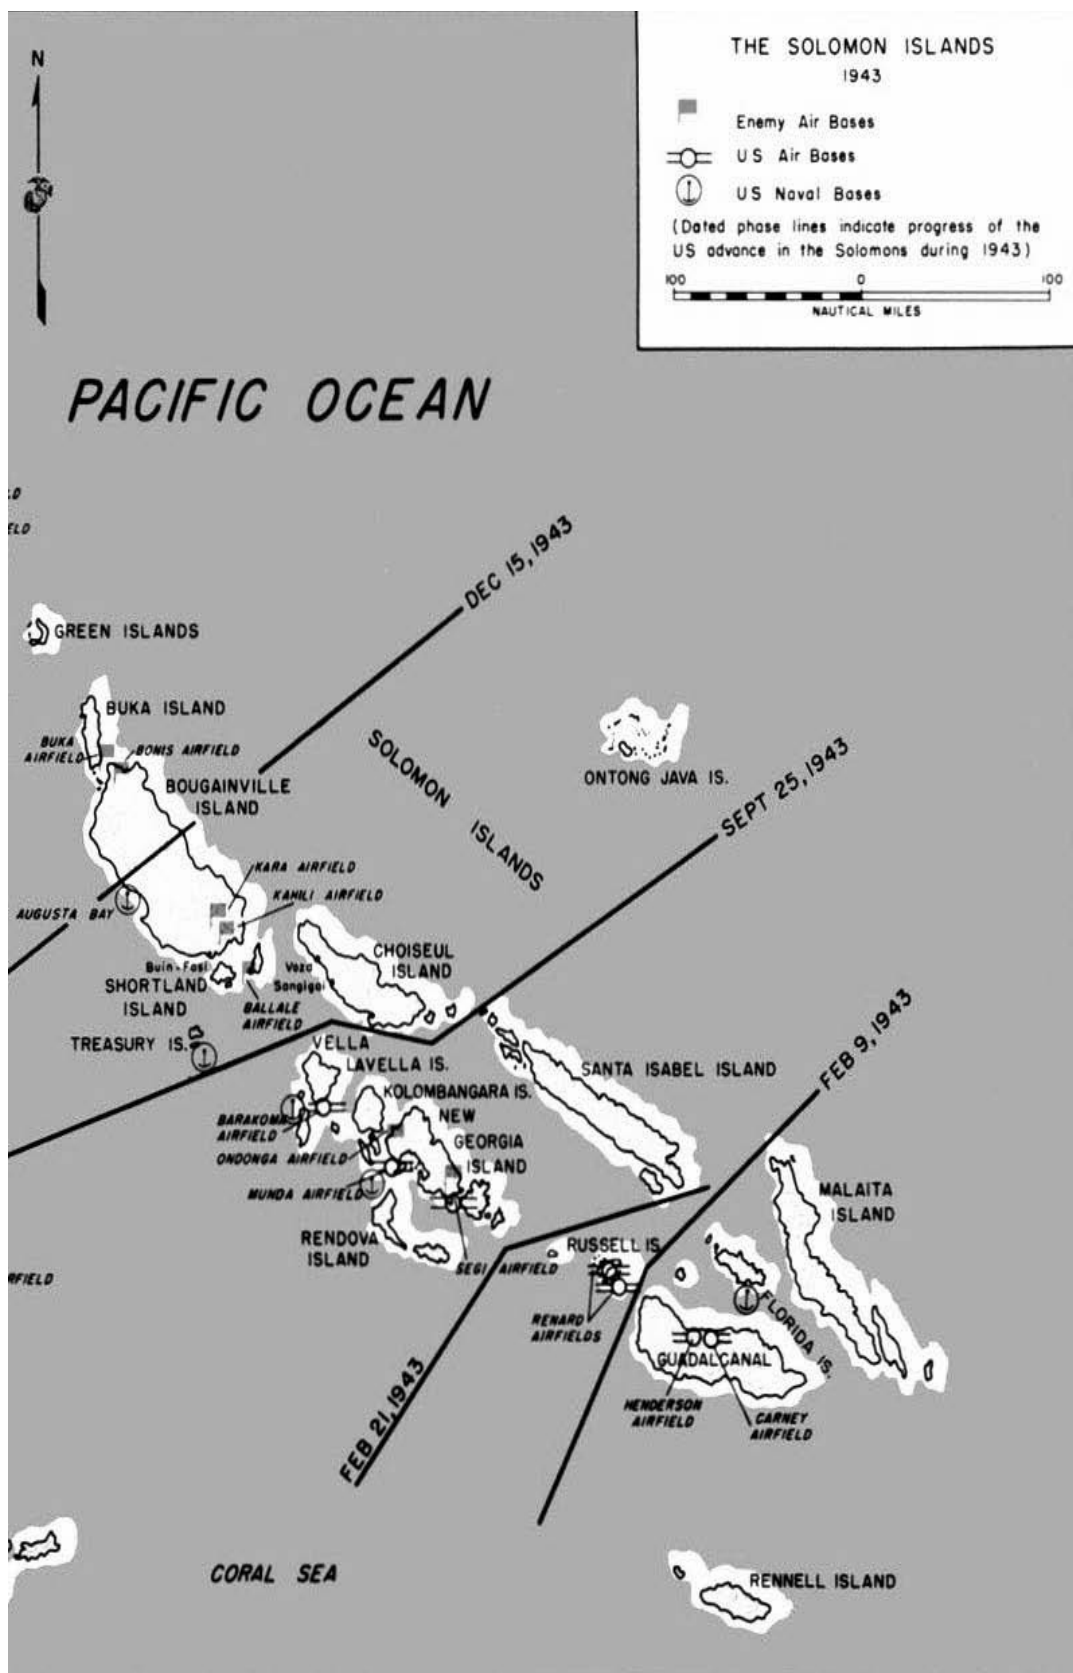 THE SOLOMON ISLANDS
1943
Enemy Air Bases
US Air Bases
US Naval Bases
(Dated phase lines indicate progress of the
US advance in the Solomons during 1943)
100 0 100
NAUTICAL MILES
N
PACIFIC OCEAN
ELD
DEC 15, 1943
GREEN ISLANDS
BUKA ISLAND
BUKA
AIRFIELD
BONIS AIRFIELD
BOUGAINVILLE
ISLAND
SOLOMON ISLANDS
ONTONG JAVA IS.
SEPT 25, 1943
KARA AIRFIELD
KAHILI AIRFIELD
AUGUSTA BAY
CHOISEUL
ISLAND
Buin-Fasi
SHORTLAND
ISLAND
Voza
Sangigai
BALLALE
AIRFIELD
TREASURY IS.
VELLA
LAVELLA IS.
SANTA ISABEL ISLAND
FEB 9, 1943
KOLOMBANGARA IS.
NEW
GEORGIA
ISLAND
BARAKOMA
AIRFIELD
ONDONGA AIRFIELD
MUNDA AIRFIELD
MALAITA
ISLAND
RENDOVA
ISLAND
SEGI AIRFIELD
RUSSELL IS.
RFIELD
RENARD
AIRFIELDS
FLORIDA IS.
GUADALCANAL
HENDERSON
AIRFIELD
CARNEY
AIRFIELD
FEB 21, 1943
CORAL SEA
RENNELL ISLAND